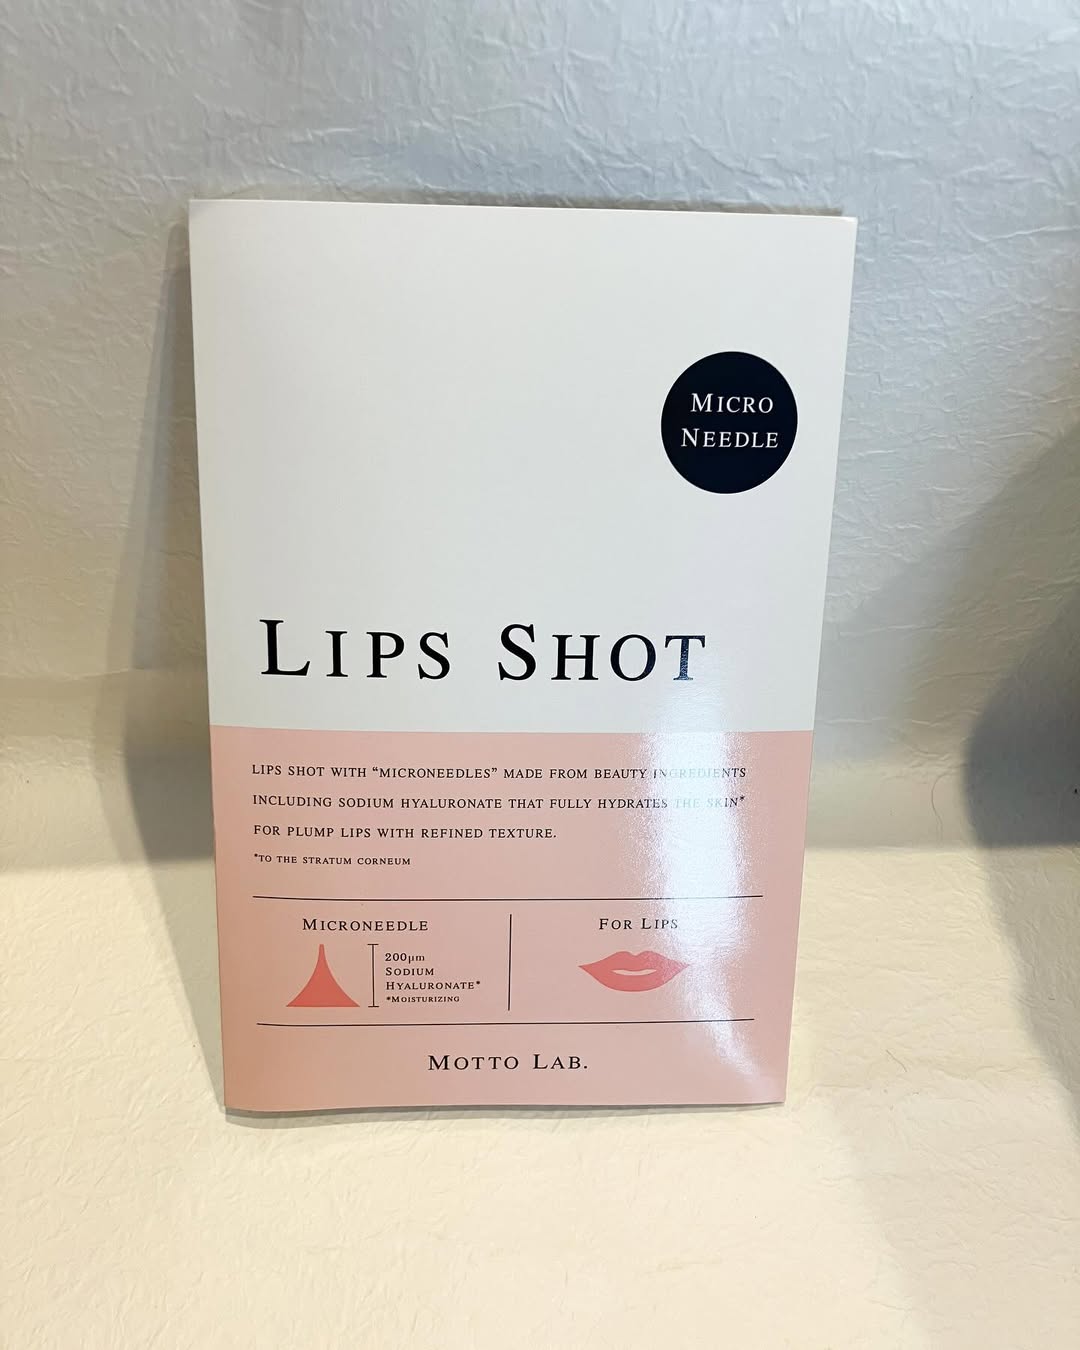 MICRO
NEEDLE
LIPS SHOT
LIPS SHOT WITH “MICRONEEDLES” MADE FROM BEAUTY INGREDIENTS
INCLUDING SODIUM HYALURONATE THAT FULLY HYDRATES THE SKIN*
FOR PLUMP LIPS WITH REFINED TEXTURE.
*TO THE STRATUM CORNEUM
MICRONEEDLE
200μm
SODIUM
HYALURONATE*
*MOISTURIZING
FOR LIPS
MOTTO LAB.